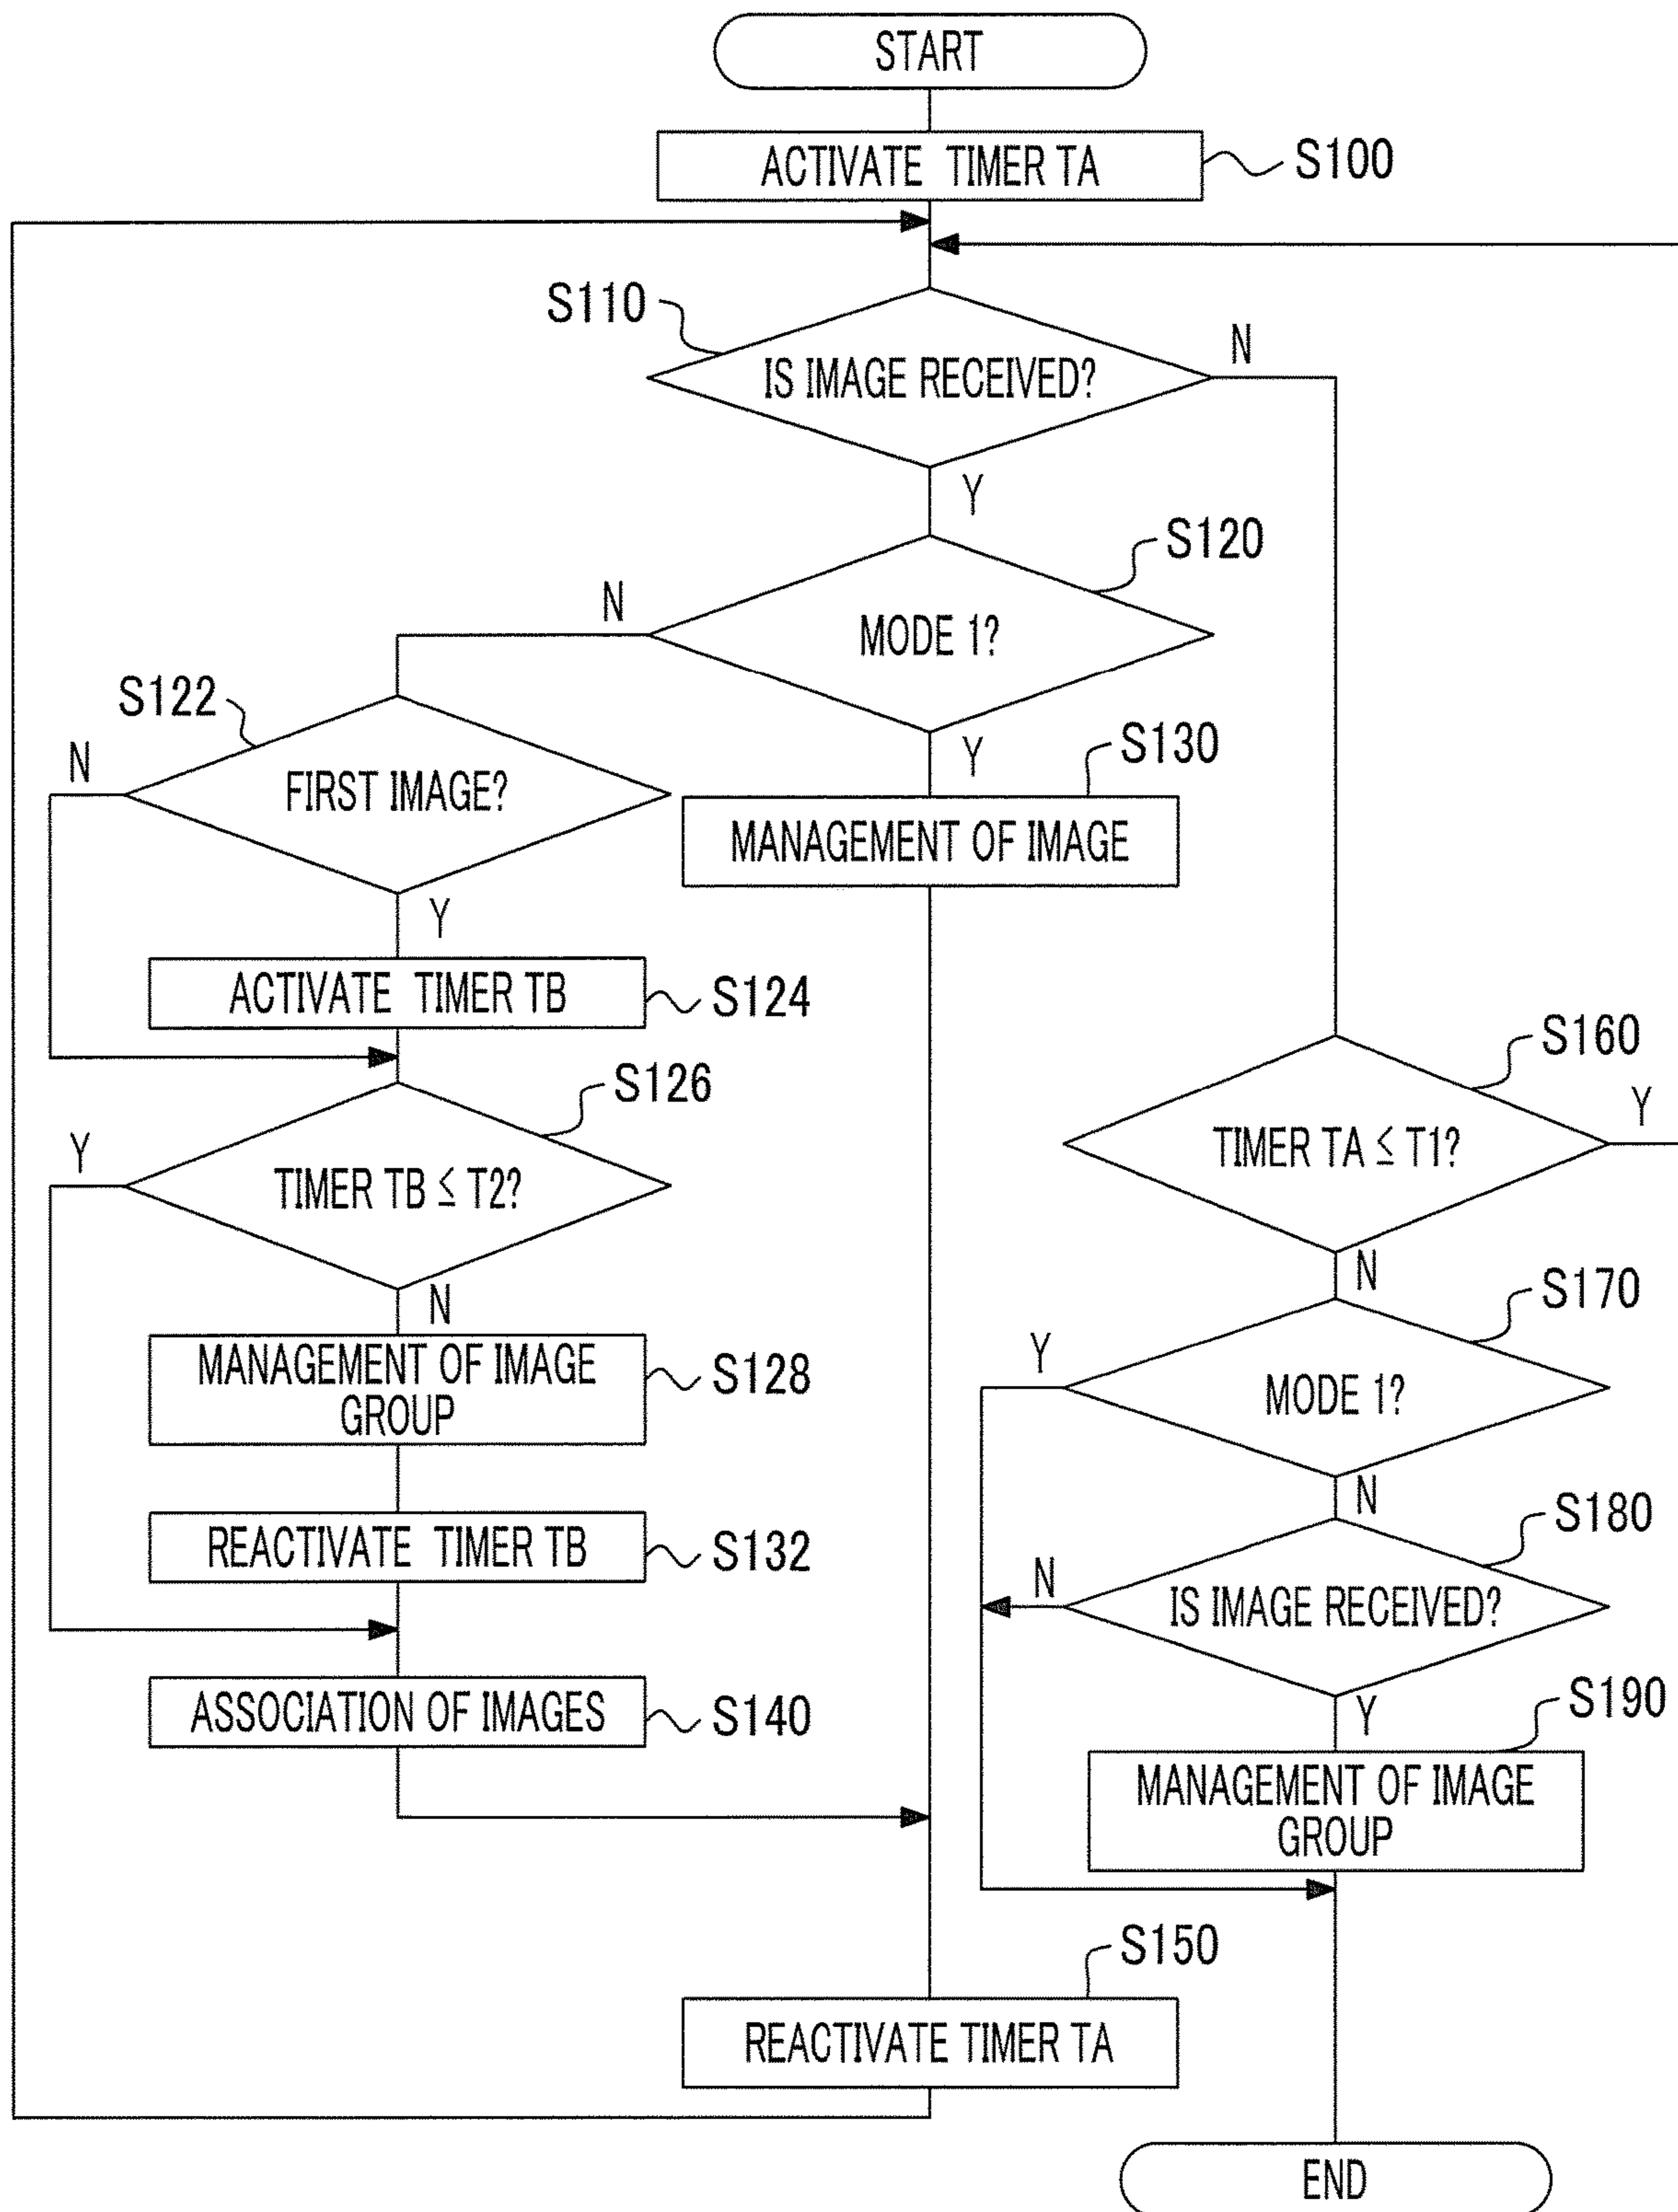 START
ACTIVATE TIMER TA
S100
S110
IS IMAGE RECEIVED?
N
Y
S120
N
MODE 1?
S122
N
FIRST IMAGE?
Y
S130
MANAGEMENT OF IMAGE
Y
ACTIVATE TIMER TB
S124
S126
Y
TIMER TB ≤ T2?
N
S160
TIMER TA ≤ T1?
Y
N
MANAGEMENT OF IMAGE
GROUP
S128
S170
Y
MODE 1?
N
REACTIVATE TIMER TB
S132
S180
N
IS IMAGE RECEIVED?
Y
ASSOCIATION OF IMAGES
S140
S190
MANAGEMENT OF IMAGE
GROUP
S150
REACTIVATE TIMER TA
END